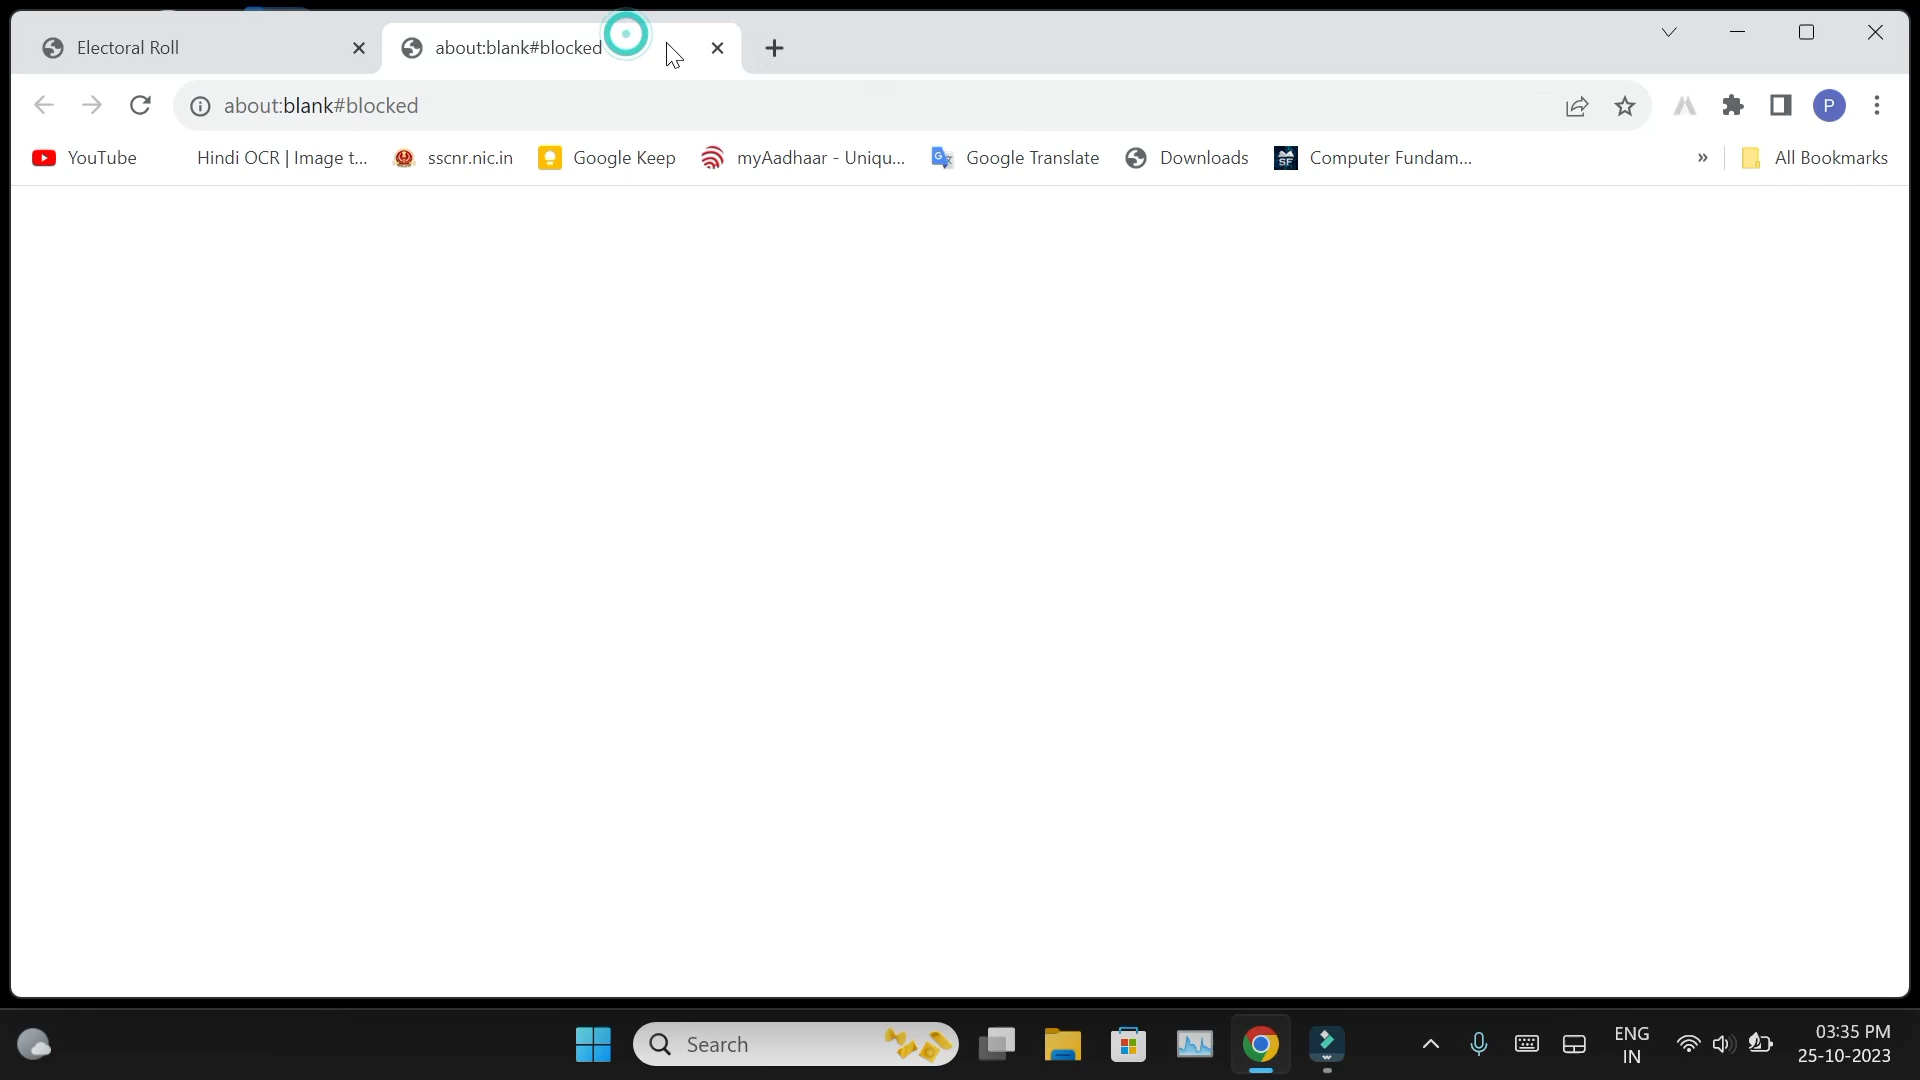 Electoral Roll
about:blank#blocked
about:blank#blocked
P
YouTube
Hindi OCR | Image t...
sscnr.nic.in
Google Keep
myAadhaar - Uniqu...
Google Translate
Downloads
SF
Computer Fundam...
»
All Bookmarks
Search
ENG
IN
03:35 PM
25-10-2023